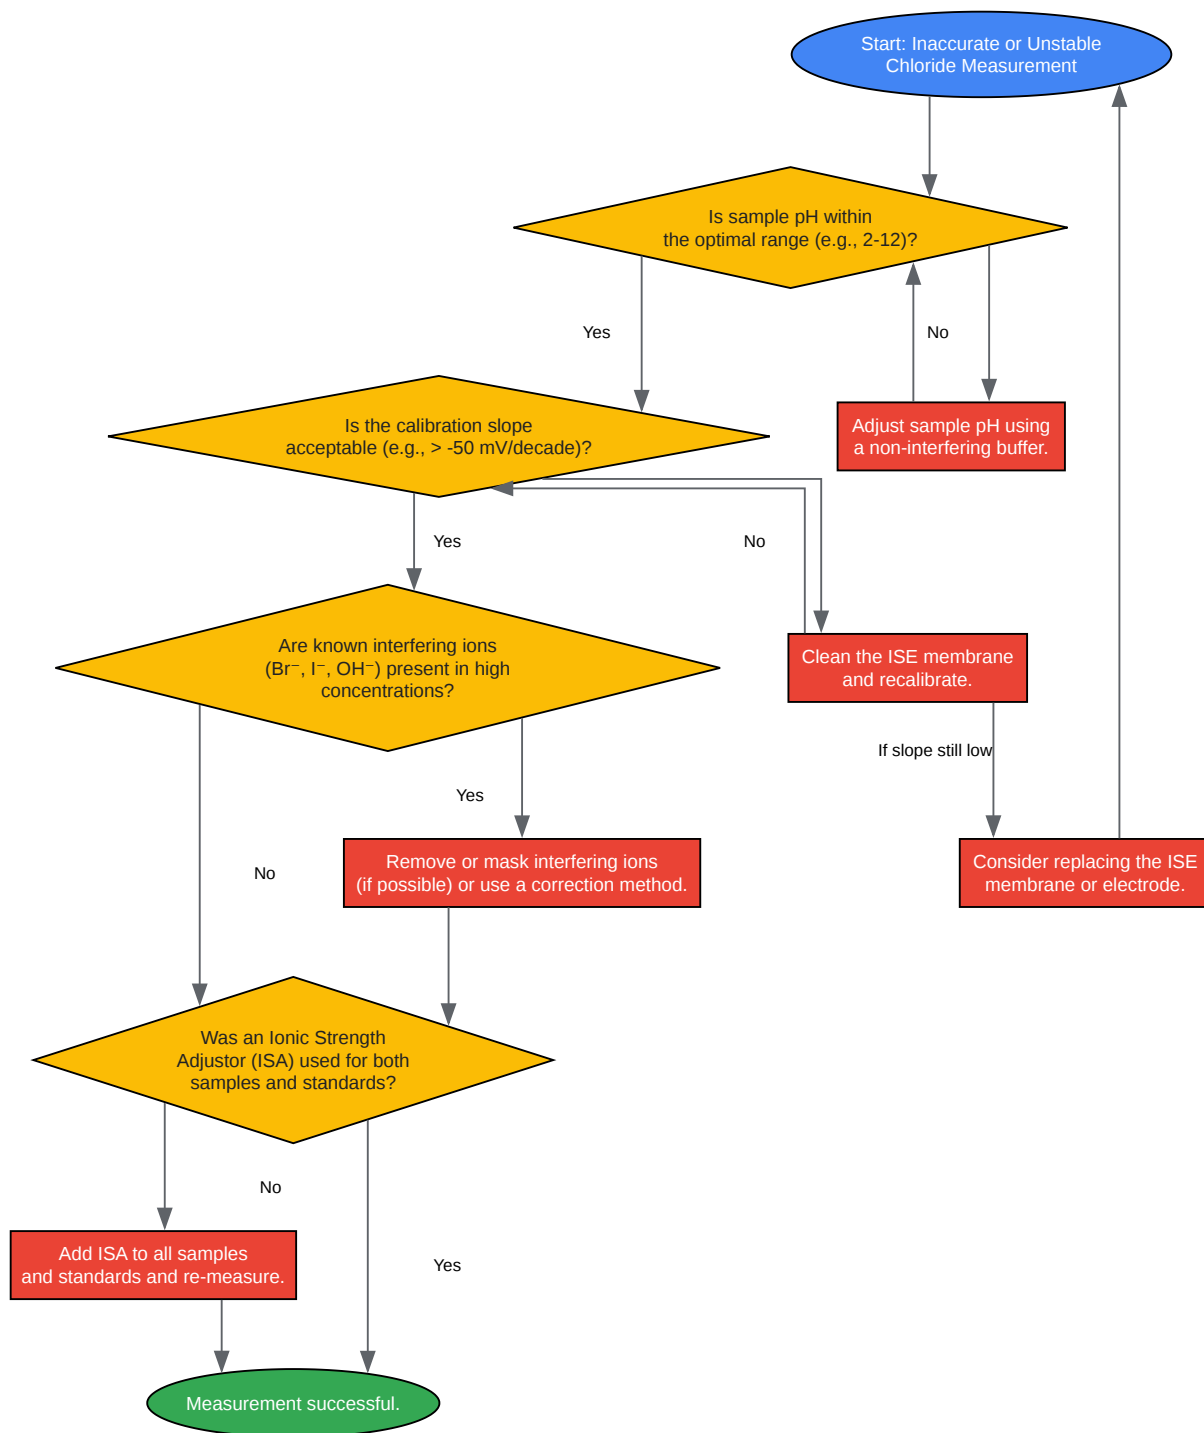 Start: Inaccurate or Unstable
Chloride Measurement
Is sample pH within
the optimal range (e.g., 2-12)?
Yes
No
Is the calibration slope
acceptable (e.g., > -50 mV/decade)?
Adjust sample pH using
a non-interfering buffer.
Yes
No
Are known interfering ions
(Br⁻, I⁻, OH⁻) present in high
concentrations?
Clean the ISE membrane
and recalibrate.
If slope still low
Yes
No
Remove or mask interfering ions
(if possible) or use a correction method.
Consider replacing the ISE
membrane or electrode.
Was an Ionic Strength
Adjustor (ISA) used for both
samples and standards?
No
Yes
Add ISA to all samples
and standards and re-measure.
Measurement successful.